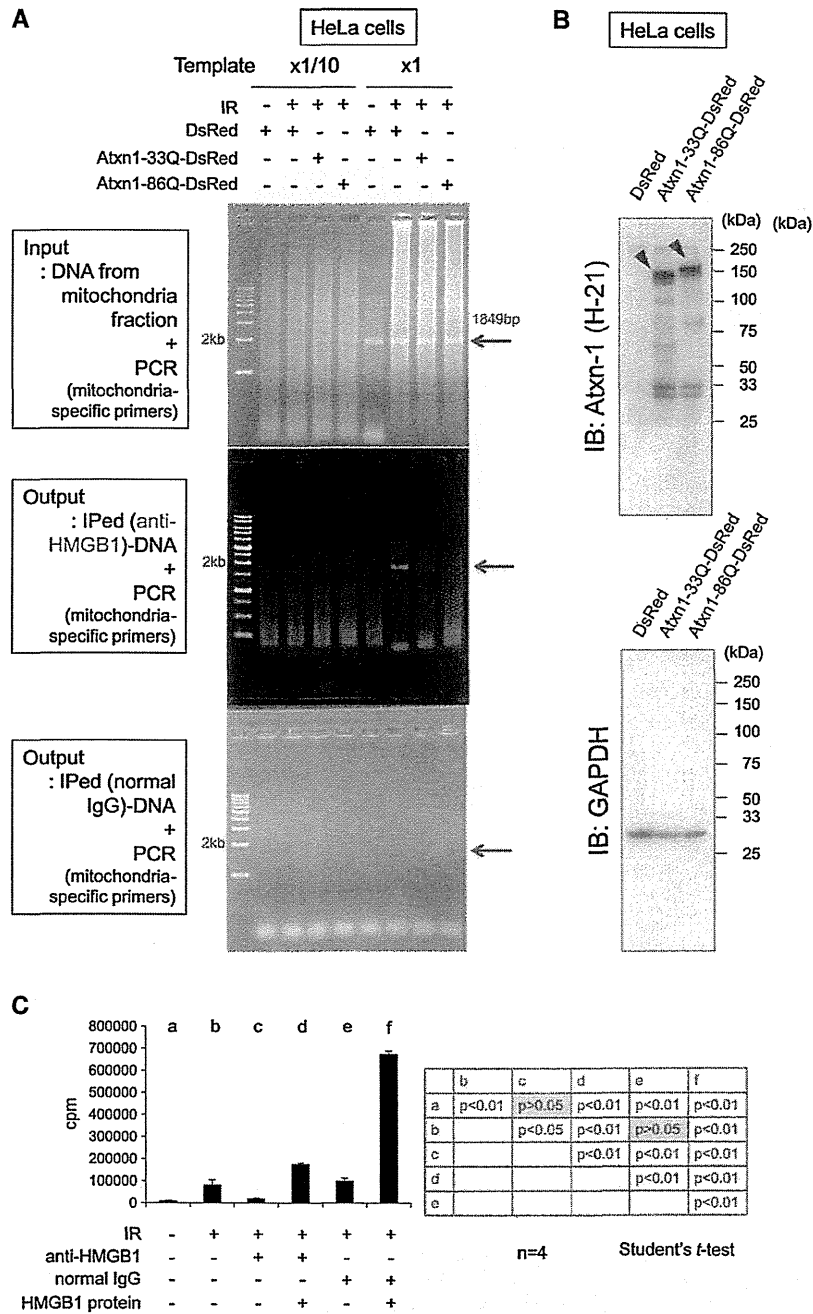 A
HeLa cells
Template x1/10 x1
IR - + + + - + + +
DsRed + + - - + + - -
Atxn1-33Q-DsRed - - + - - - + -
Atxn1-86Q-DsRed - - - + - - - +
Input
: DNA from
mitochondria
fraction
+
PCR
(mitochondria-
specific primers)
2kb
1849bp
Output
: IPed (anti-
HMGB1)-DNA
+
PCR
(mitochondria-
specific primers)
2kb
Output
: IPed (normal
IgG)-DNA
+
PCR
(mitochondria-
specific primers)
2kb
B
HeLa cells
DsRed
Atxn1-33Q-DsRed
Atxn1-86Q-DsRed
(kDa) (kDa)
250
150
100
75
50
33
25
IB: Atxn-1 (H-21)
DsRed
Atxn1-33Q-DsRed
Atxn1-86Q-DsRed
(kDa)
250
150
100
75
50
33
25
IB: GAPDH
C
800000
700000
600000
500000
400000
300000
200000
100000
0
cpm
a b c d e f
IR - + + + + +
anti-HMGB1 - - + + - -
normal IgG - - - - + +
HMGB1 protein - - - + - +
b c d e f
a p<0.01 p>0.05 p<0.01 p<0.01 p<0.01
b p<0.05 p<0.01 p>0.05 p<0.01
c p<0.01 p<0.01 p<0.01
d p<0.01 p<0.01
e p<0.01
n=4 Student's t-test